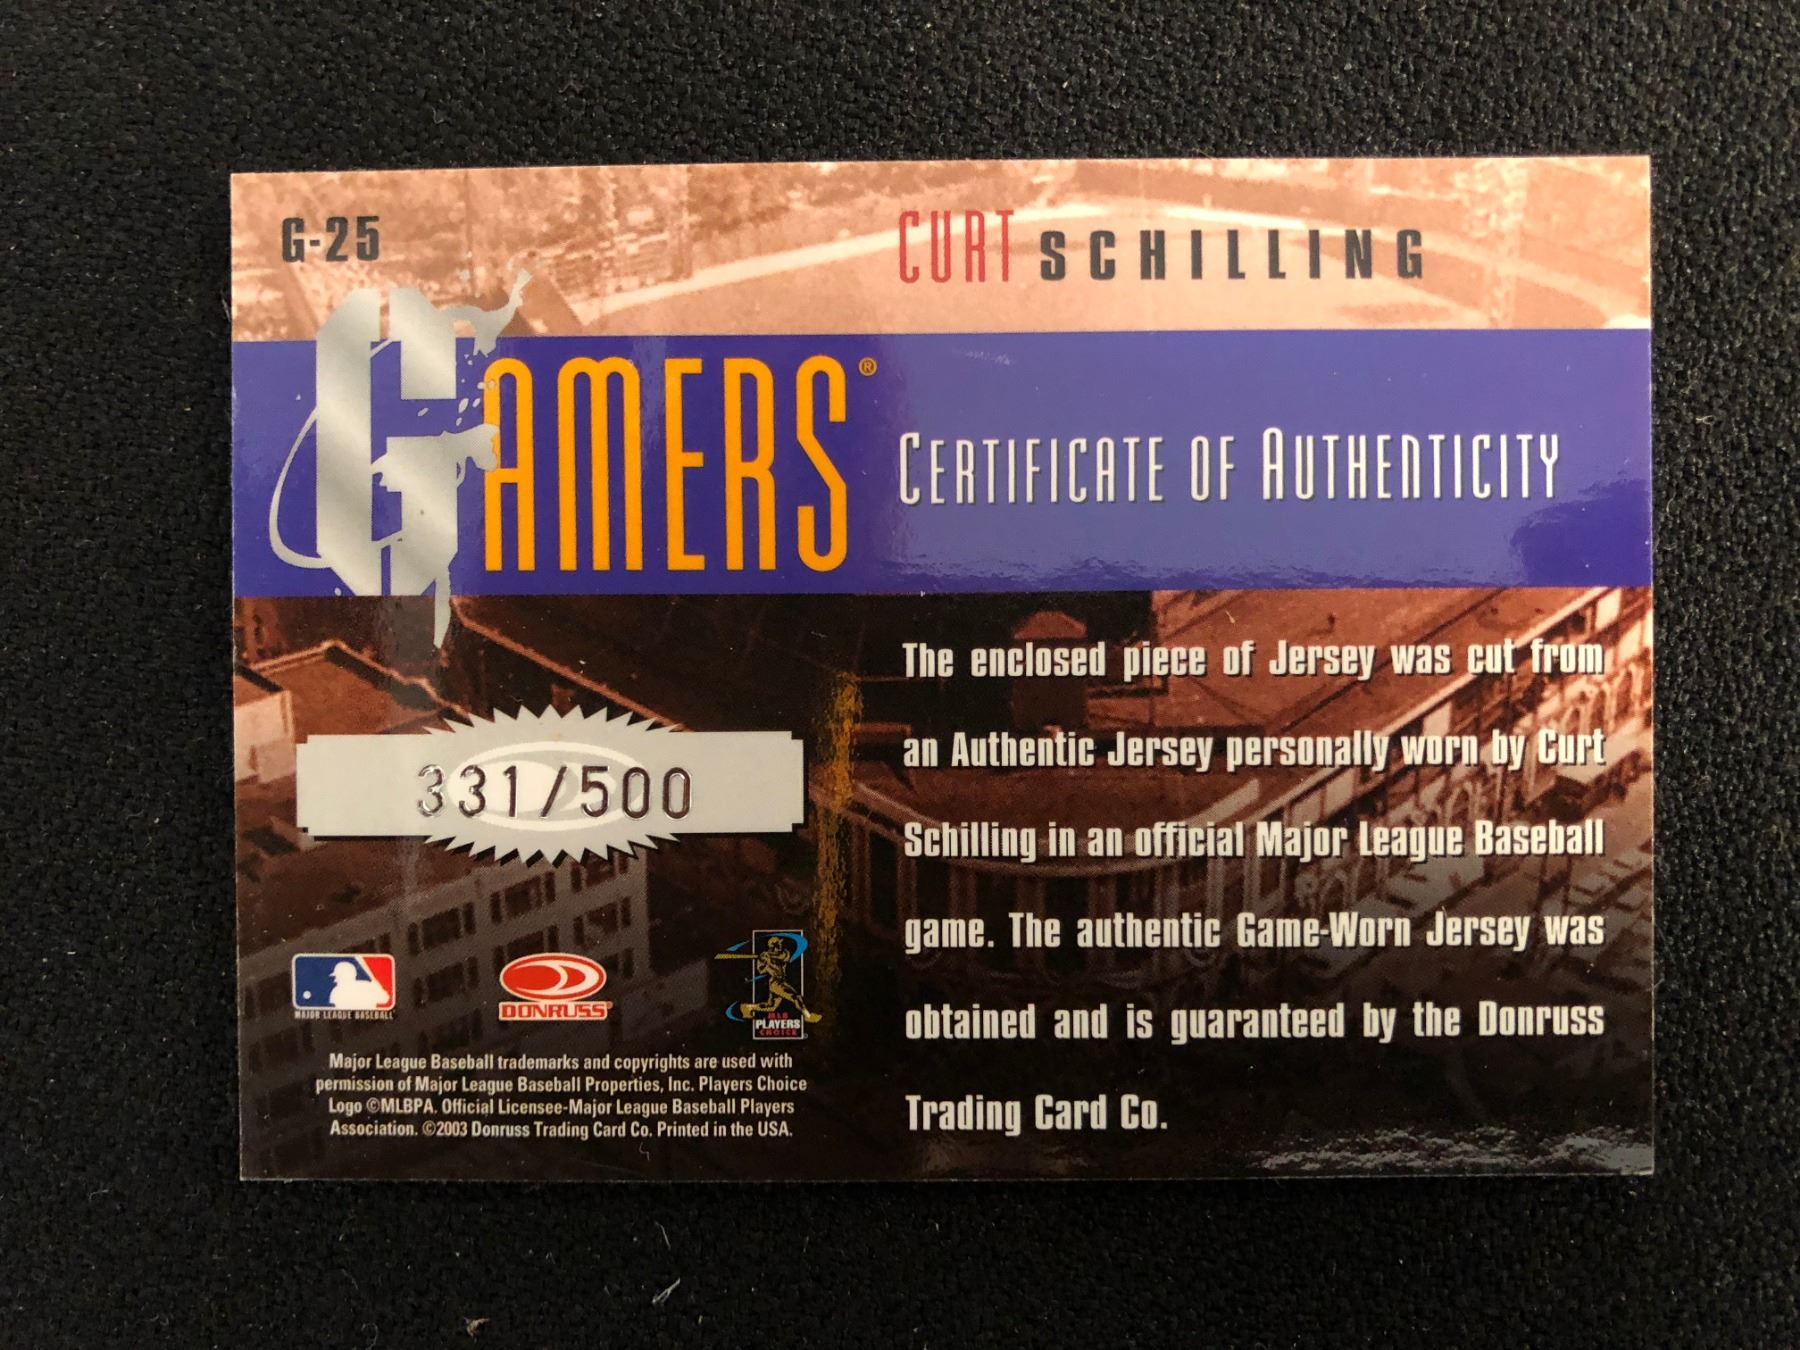 G-25
CURT SCHILLING
GAMERS®
CERTIFICATE OF AUTHENTICITY
The enclosed piece of Jersey was cut from
an Authentic Jersey personally worn by Curt
Schilling in an official Major League Baseball
game. The authentic Game-Worn Jersey was
obtained and is guaranteed by the Donruss
Trading Card Co.
331/500
MAJOR LEAGUE BASEBALL
DONRUSS®
MLB
PLAYERS
CHOICE
Major League Baseball trademarks and copyrights are used with
permission of Major League Baseball Properties, Inc. Players Choice
Logo ©MLBPA. Official Licensee-Major League Baseball Players
Association. ©2003 Donruss Trading Card Co. Printed in the USA.